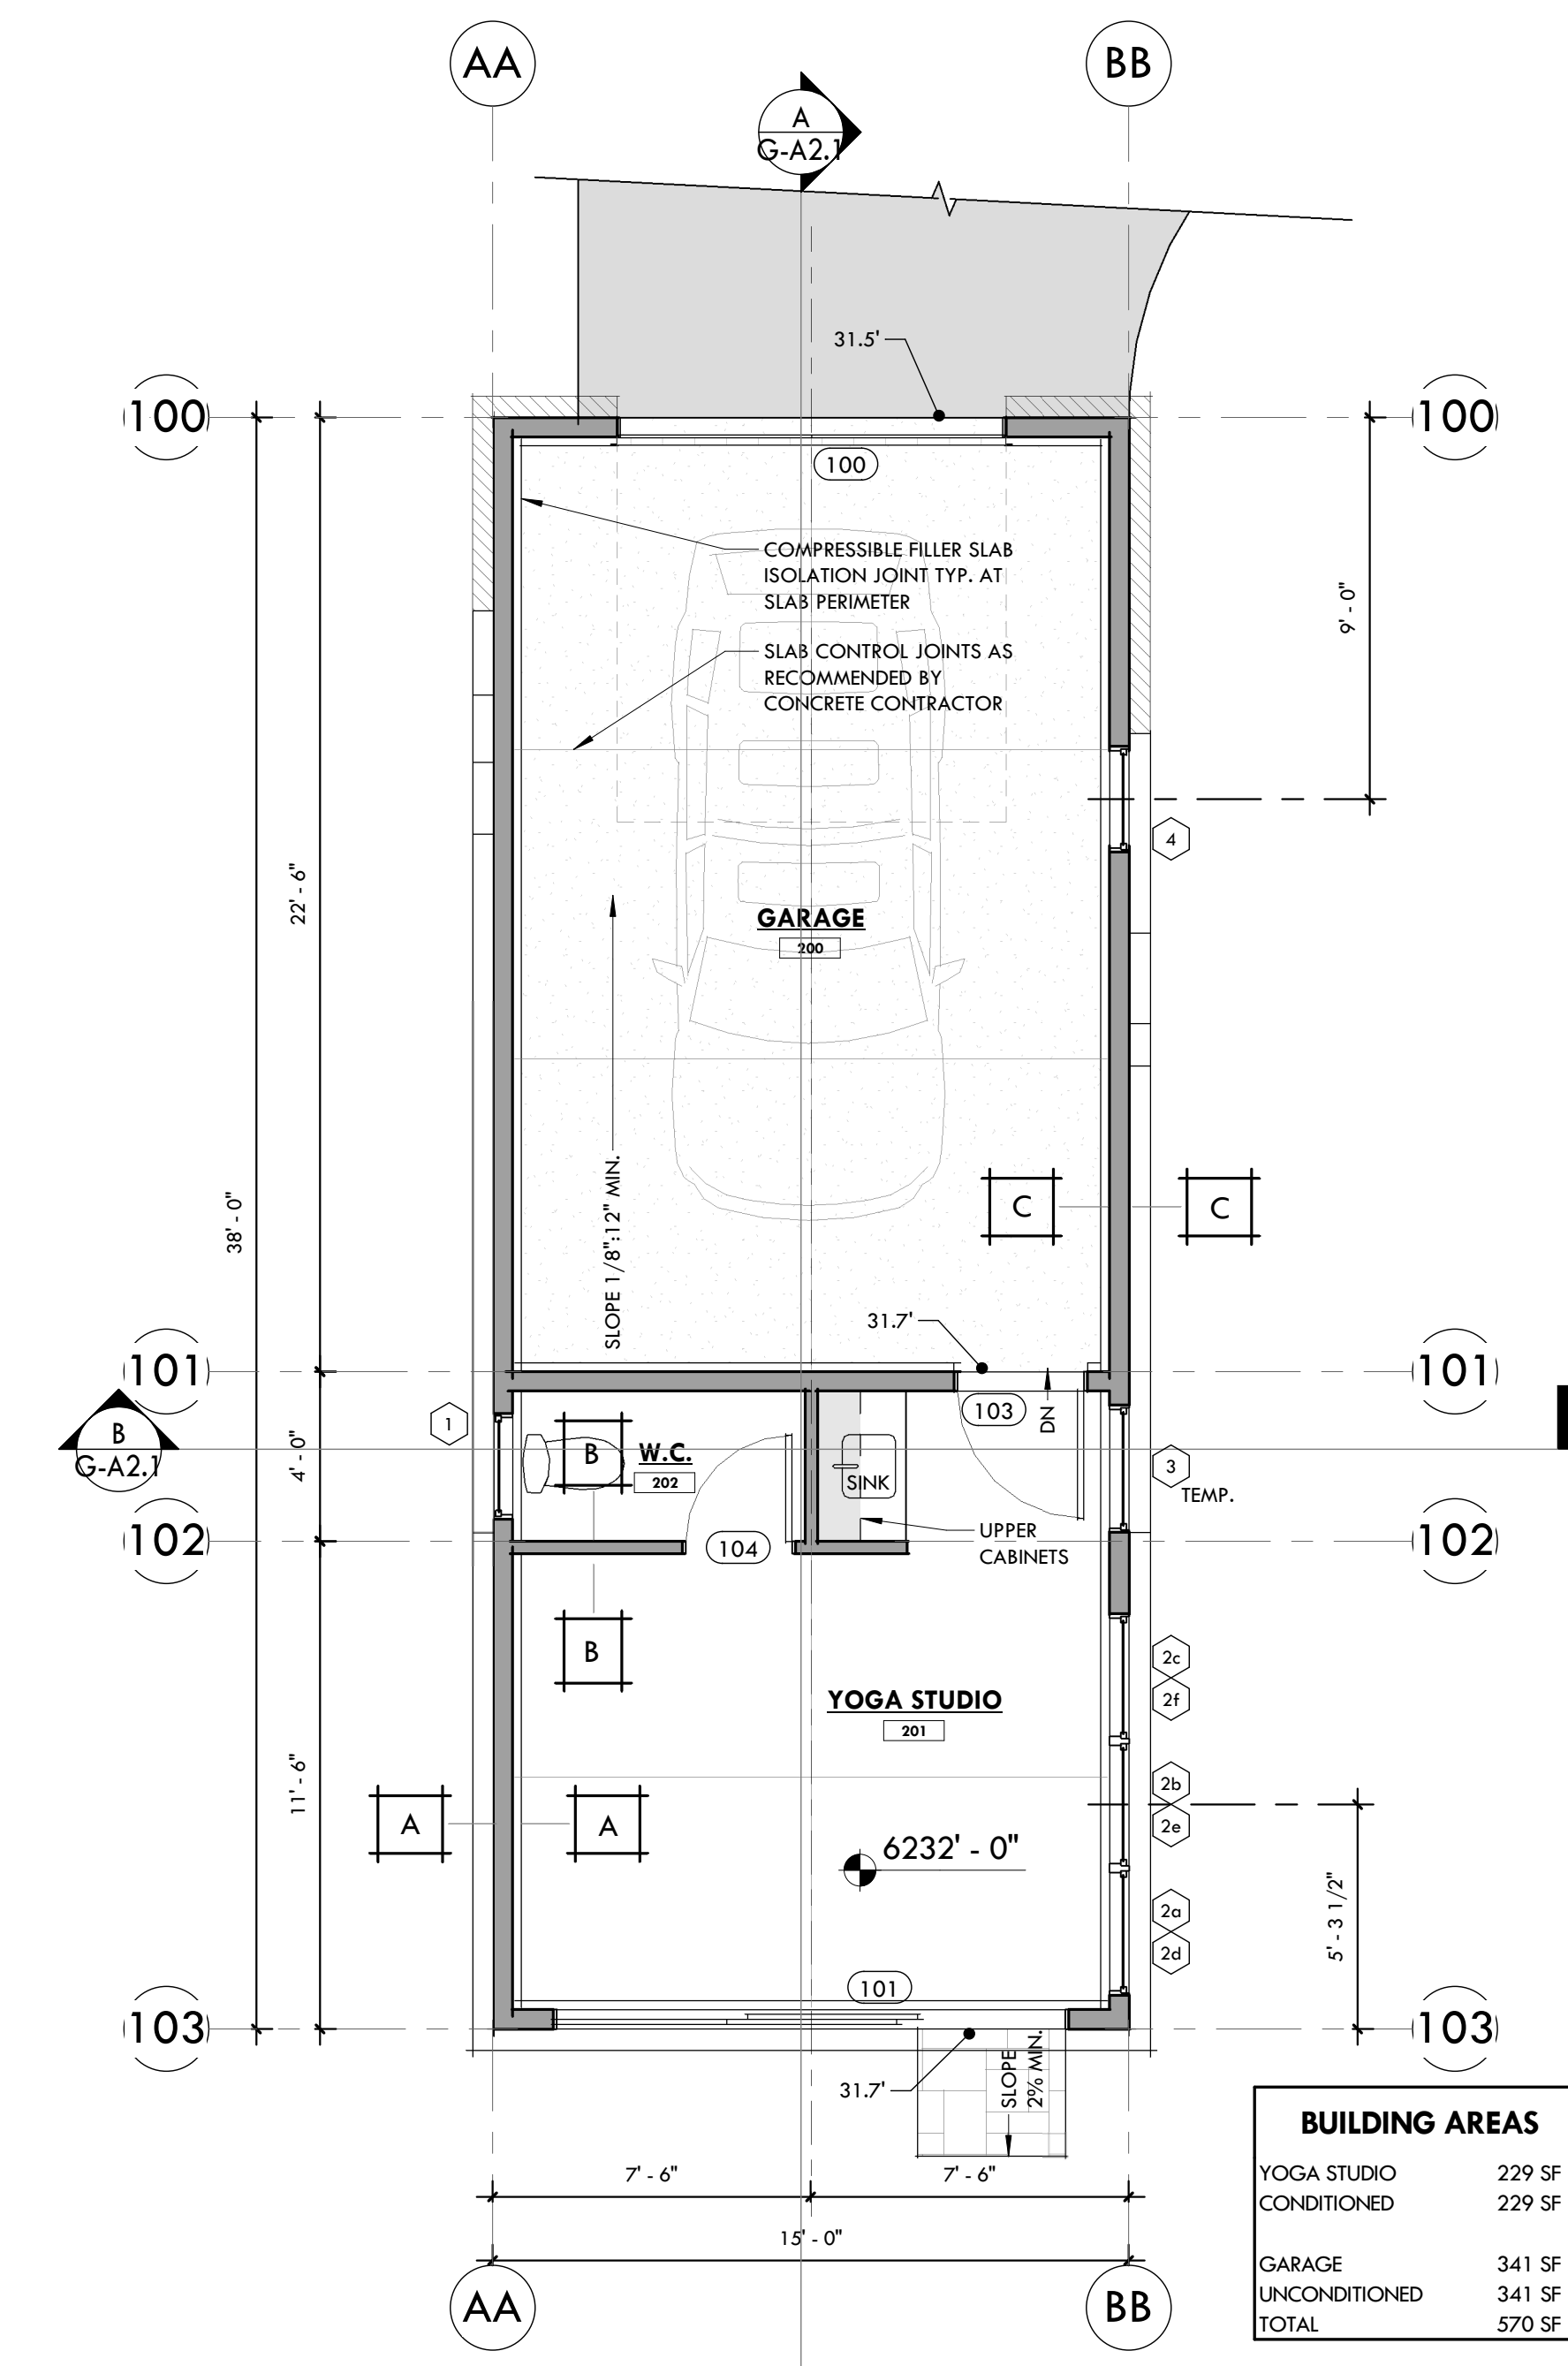 AA
BB
A
G-A2.1
31.5'
100
100
100
COMPRESSIBLE FILLER SLAB
ISOLATION JOINT TYP. AT
SLAB PERIMETER
9' - 0"
SLAB CONTROL JOINTS AS
RECOMMENDED BY
CONCRETE CONTRACTOR
4
22' - 6"
GARAGE
200
38' - 0"
SLOPE 1/8":12" MIN.
C
C
31.7'
101
101
103
DN
1
B
G-A2.1
4' - 0"
B
W.C.
202
SINK
3
TEMP.
102
102
104
UPPER
CABINETS
B
2c
2f
YOGA STUDIO
201
11' - 6"
2b
2e
A
A
6232' - 0"
2a
2d
5' - 3 1/2"
101
103
103
31.7'
SLOPE
2% MIN.
7' - 6"
7' - 6"
15' - 0"
AA
BB
BUILDING AREAS
YOGA STUDIO 229 SF
CONDITIONED 229 SF
GARAGE 341 SF
UNCONDITIONED 341 SF
TOTAL 570 SF